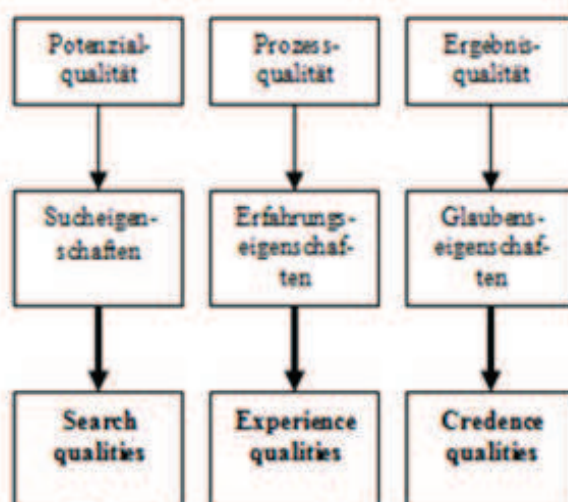 Potenzial-
qualität
Prozess-
qualität
Ergebnis-
qualität
Sucheigen-
schaften
Erfahrungs-
eigenschaf-
ten
Glaubens-
eigenschaf-
ten
Search
qualities
Experience
qualities
Credence
qualities